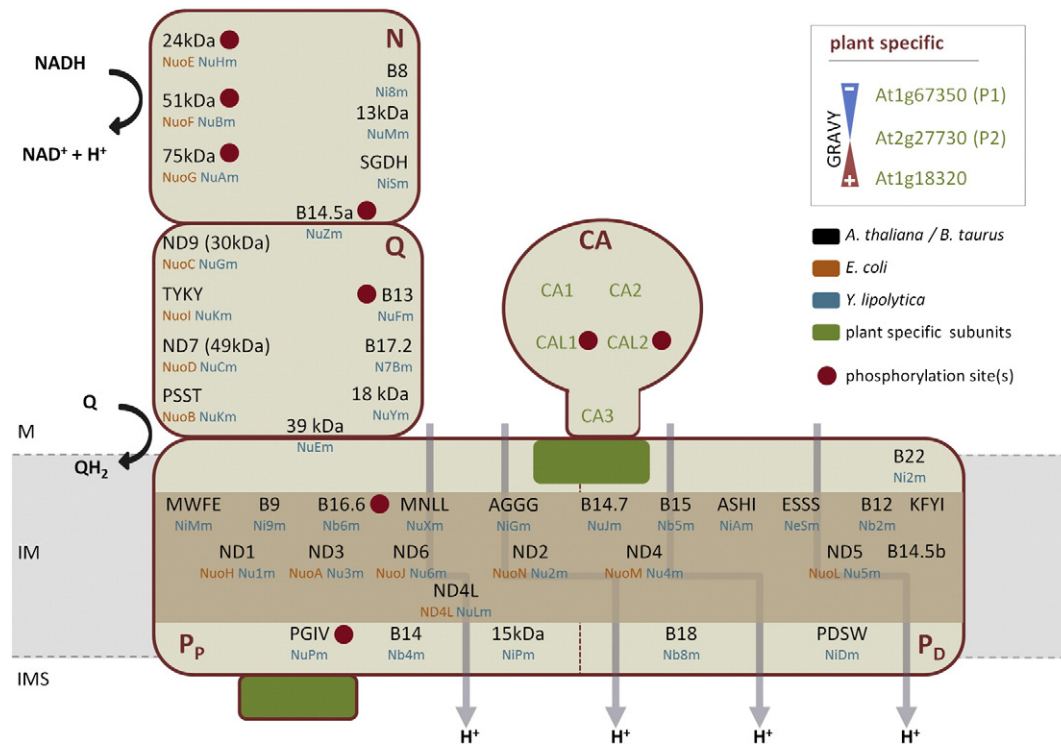 NADH
NAD⁺ + H⁺
N
24kDa
NuoE NuHm
51kDa
NuoF NuBm
75kDa
NuoG NuAm
B8
Ni8m
13kDa
NuMm
SGDH
NiSm
B14.5a
NuZm
Q
ND9 (30kDa)
NuoC NuGm
TYKY
NuoI NuKm
ND7 (49kDa)
NuoD NuCm
PSST
NuoB NuKm
B13
NuFm
B17.2
N7Bm
18 kDa
NuYm
39 kDa
NuEm
Q
QH₂
CA
CA1 CA2
CAL1 CAL2
CA3
plant specific
GRAVY
-
+
At1g67350 (P1)
At2g27730 (P2)
At1g18320
A. thaliana / B. taurus
E. coli
Y. lipolytica
plant specific subunits
phosphorylation site(s)
M
IM
IMS
B22
Ni2m
MWFE B9 B16.6 MNLL AGGG B14.7 B15 ASHI ESSS B12 KFYI
NiMm Ni9m Nb6m NuXm NiGm NuJm Nb5m NiAm NeSm Nb2m
ND1 ND3 ND6 ND2 ND4 ND5 B14.5b
NuoH Nu1m NuoA Nu3m NuoJ Nu6m NuoN Nu2m NuoM Nu4m NuoL Nu5m
ND4L
ND4L NuLm
P_P
PGIV B14 15kDa B18 PDSW
NuPm Nb4m NiPm Nb8m NiDm
P_D
H⁺ H⁺ H⁺ H⁺